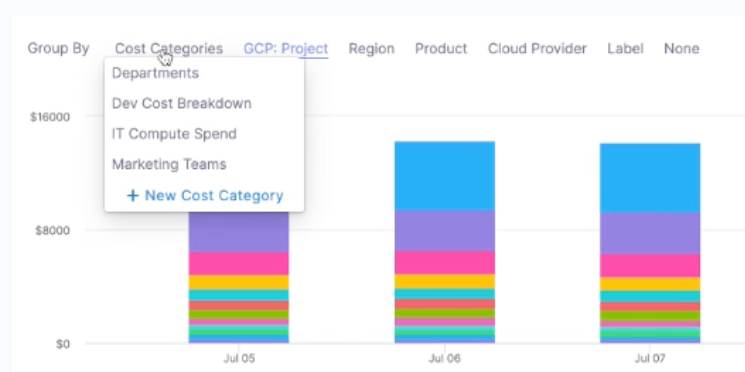 Group By Cost Categories GCP: Project Region Product Cloud Provider Label None
Departments
Dev Cost Breakdown
IT Compute Spend
Marketing Teams
+ New Cost Category
$16000
$8000
$0
Jul 05 Jul 06 Jul 07